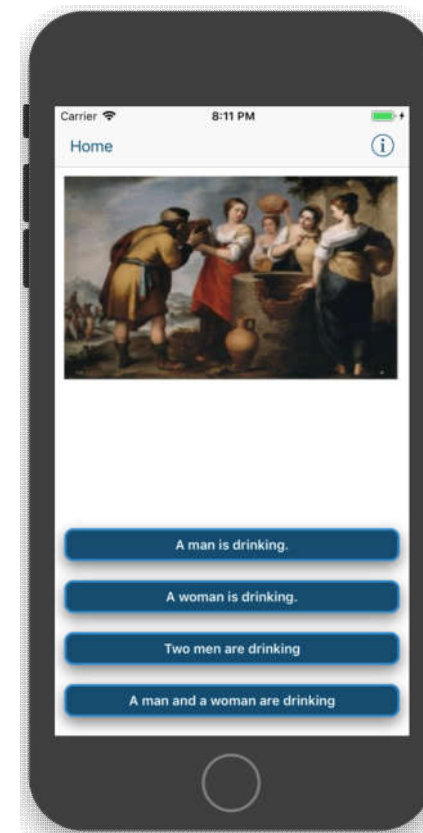 Carrier 8:11 PM
Home
A man is drinking.
A woman is drinking.
Two men are drinking
A man and a woman are drinking